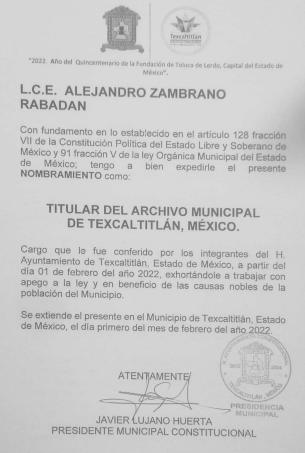 Texcaltitlán
"2022. Año del Quincentenario de la Fundación de Toluca de Lerdo, Capital del Estado de
México".
L.C.E. ALEJANDRO ZAMBRANO
RABADAN
Con fundamento en lo establecido en el artículo 128 fracción
VII de la Constitución Política del Estado Libre y Soberano de
México y 91 fracción V de la ley Orgánica Municipal del Estado
de México; tengo a bien expedirle el presente
NOMBRAMIENTO como:
TITULAR DEL ARCHIVO MUNICIPAL
DE TEXCALTITLÁN, MÉXICO.
Cargo que le fue conferido por los integrantes del H.
Ayuntamiento de Texcaltitlán, Estado de México, a partir del
día 01 de febrero del año 2022, exhortándole a trabajar con
apego a la ley y en beneficio de las causas nobles de la
población del Municipio.
Se extiende el presente en el Municipio de Texcaltitlán, Estado
de México, el día primero del mes de febrero del año 2022.
ATENTAMENTE
PRESIDENCIA
MUNICIPAL
JAVIER LUJANO HUERTA
PRESIDENTE MUNICIPAL CONSTITUCIONAL